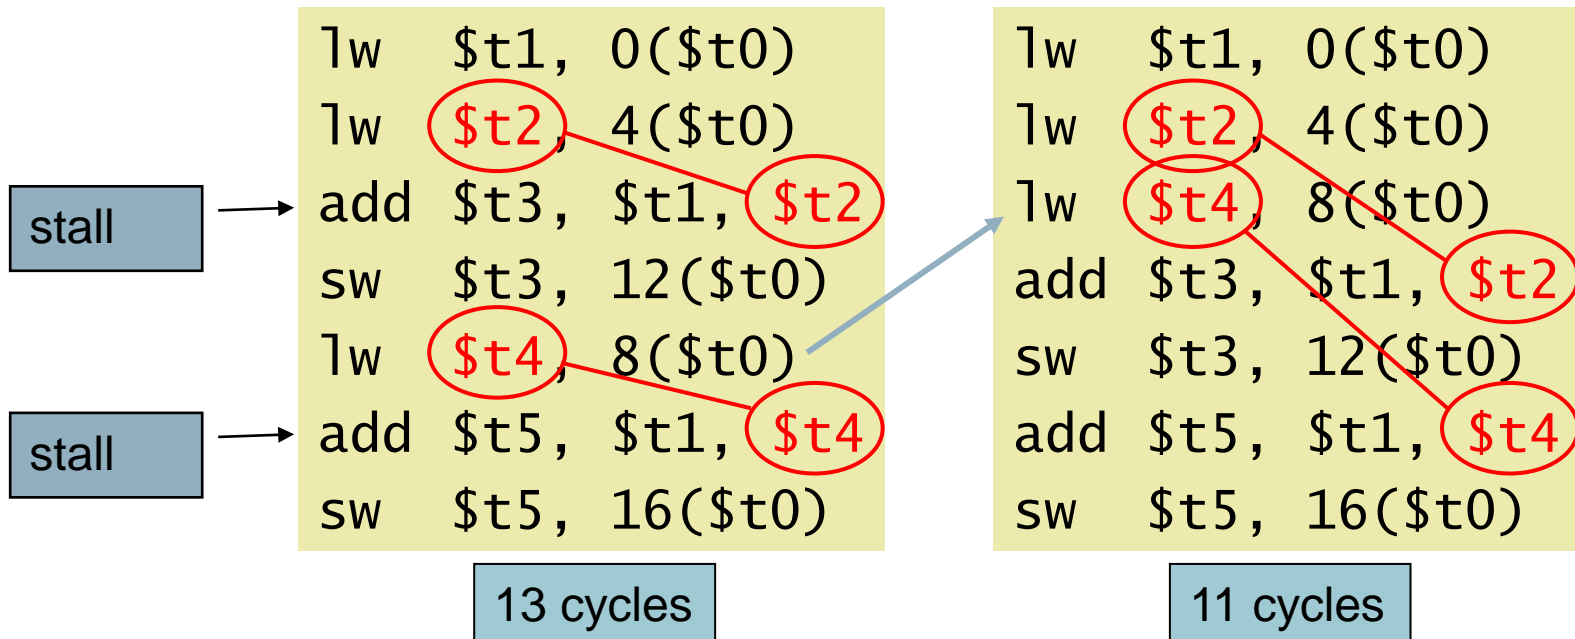 lw $t1, 0($t0)
lw $t2, 4($t0)
stall
add $t3, $t1, $t2
sw $t3, 12($t0)
lw $t4, 8($t0)
stall
add $t5, $t1, $t4
sw $t5, 16($t0)
13 cycles
lw $t1, 0($t0)
lw $t2, 4($t0)
lw $t4, 8($t0)
add $t3, $t1, $t2
sw $t3, 12($t0)
add $t5, $t1, $t4
sw $t5, 16($t0)
11 cycles